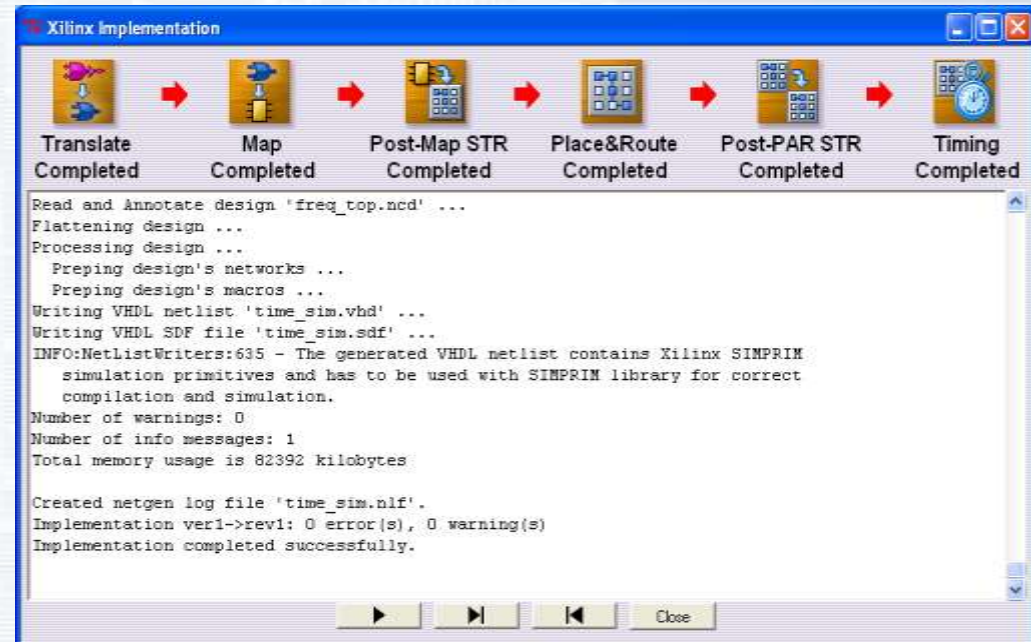 Xilinx Implementation
Translate Map Post-Map STR Place&Route Post-PAR STR Timing
Completed Completed Completed Completed Completed Completed
Read and Annotate design 'freq_top.ncd' ...
Flattening design ...
Processing design ...
Preping design's networks ...
Preping design's macros ...
Writing VHDL netlist 'time_sim.vhd' ...
Writing VHDL SDF file 'time_sim.sdf' ...
INFO:NetListWriters:635 - The generated VHDL netlist contains Xilinx SIMPRIM
simulation primitives and has to be used with SIMPRIM library for correct
compilation and simulation.
Number of warnings: 0
Number of info messages: 1
Total memory usage is 82392 kilobytes
Created netgen log file 'time_sim.nlf'.
Implementation ver1->rev1: 0 error(s), 0 warning(s)
Implementation completed successfully.
Close